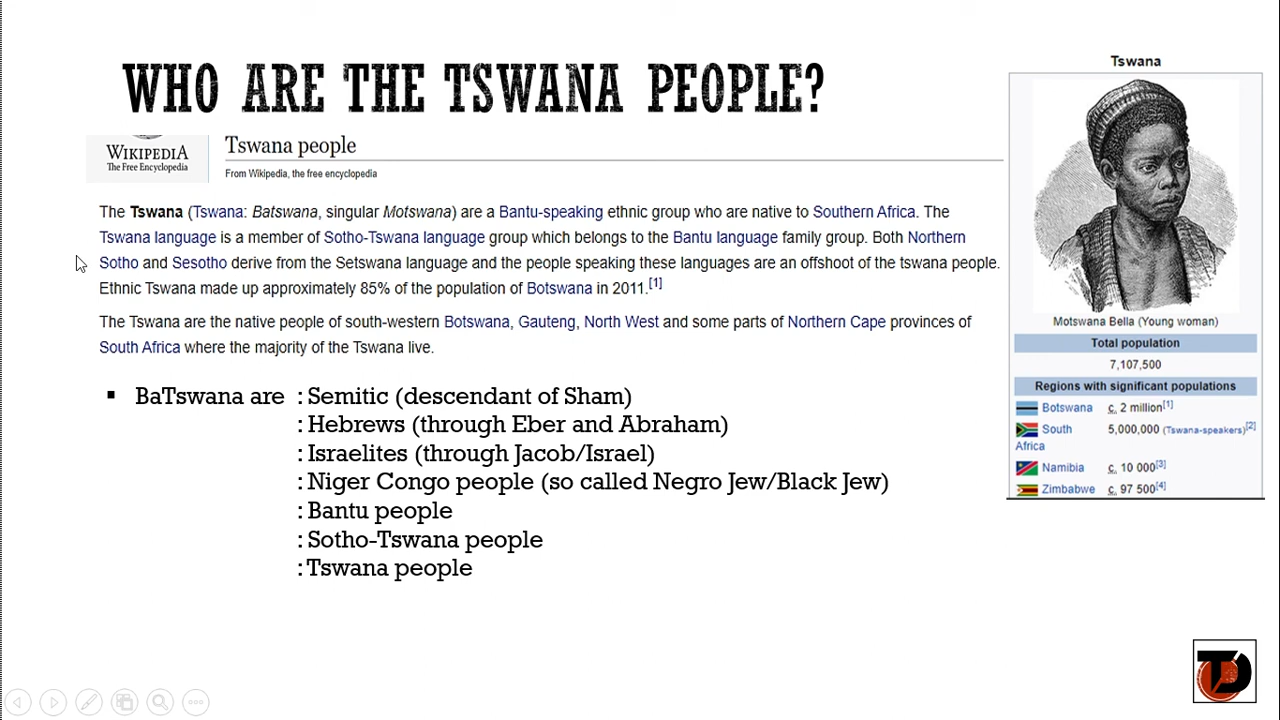 WHO ARE THE TSWANA PEOPLE?
WIKIPEDIA
The Free Encyclopedia
Tswana people
From Wikipedia, the free encyclopedia
The Tswana (Tswana: Batswana, singular Motswana) are a Bantu-speaking ethnic group who are native to Southern Africa. The
Tswana language is a member of Sotho-Tswana language group which belongs to the Bantu language family group. Both Northern
Sotho and Sesotho derive from the Setswana language and the people speaking these languages are an offshoot of the tswana people.
Ethnic Tswana made up approximately 85% of the population of Botswana in 2011.[1]
The Tswana are the native people of south-western Botswana, Gauteng, North West and some parts of Northern Cape provinces of
South Africa where the majority of the Tswana live.
▪ BaTswana are : Semitic (descendant of Sham)
: Hebrews (through Eber and Abraham)
: Israelites (through Jacob/Israel)
: Niger Congo people (so called Negro Jew/Black Jew)
: Bantu people
: Sotho-Tswana people
: Tswana people
Tswana
Motswana Bella (Young woman)
Total population
7,107,500
Regions with significant populations
Botswana c. 2 million[1]
South 5,000,000 (Tswana-speakers)[2]
Africa
Namibia c. 10 000[3]
Zimbabwe c. 97 500[4]
TD